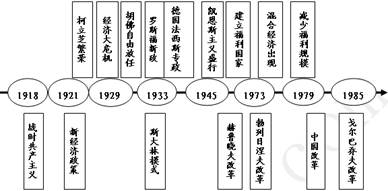 柯立芝繁荣
经济大危机
胡佛自由放任
罗斯福新政
德国法西斯专政
凯恩斯主义盛行
建立福利国家
混合经济出现
减少福利规模
1918
1921
1929
1933
1945
1973
1979
1985
战时共产主义
新经济政策
斯大林模式
赫鲁晓夫改革
勃列日涅夫改革
中国改革
戈尔巴乔夫改革